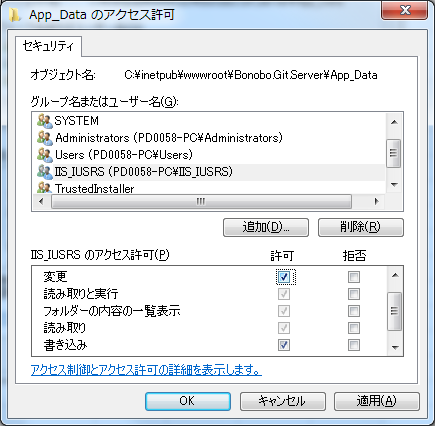 App_Data のアクセス許可
セキュリティ
オブジェクト名: C:¥inetpub¥wwwroot¥Bonobo.Git.Server¥App_Data
グループ名またはユーザー名(G):
SYSTEM
Administrators (PD0058-PC¥Administrators)
Users (PD0058-PC¥Users)
IIS_IUSRS (PD0058-PC¥IIS_IUSRS)
TrustedInstaller
追加(D)... 削除(R)
IIS_IUSRS のアクセス許可(P) 許可 拒否
変更
読み取りと実行
フォルダーの内容の一覧表示
読み取り
書き込み
アクセス制御とアクセス許可の詳細を表示します。
OK キャンセル 適用(A)